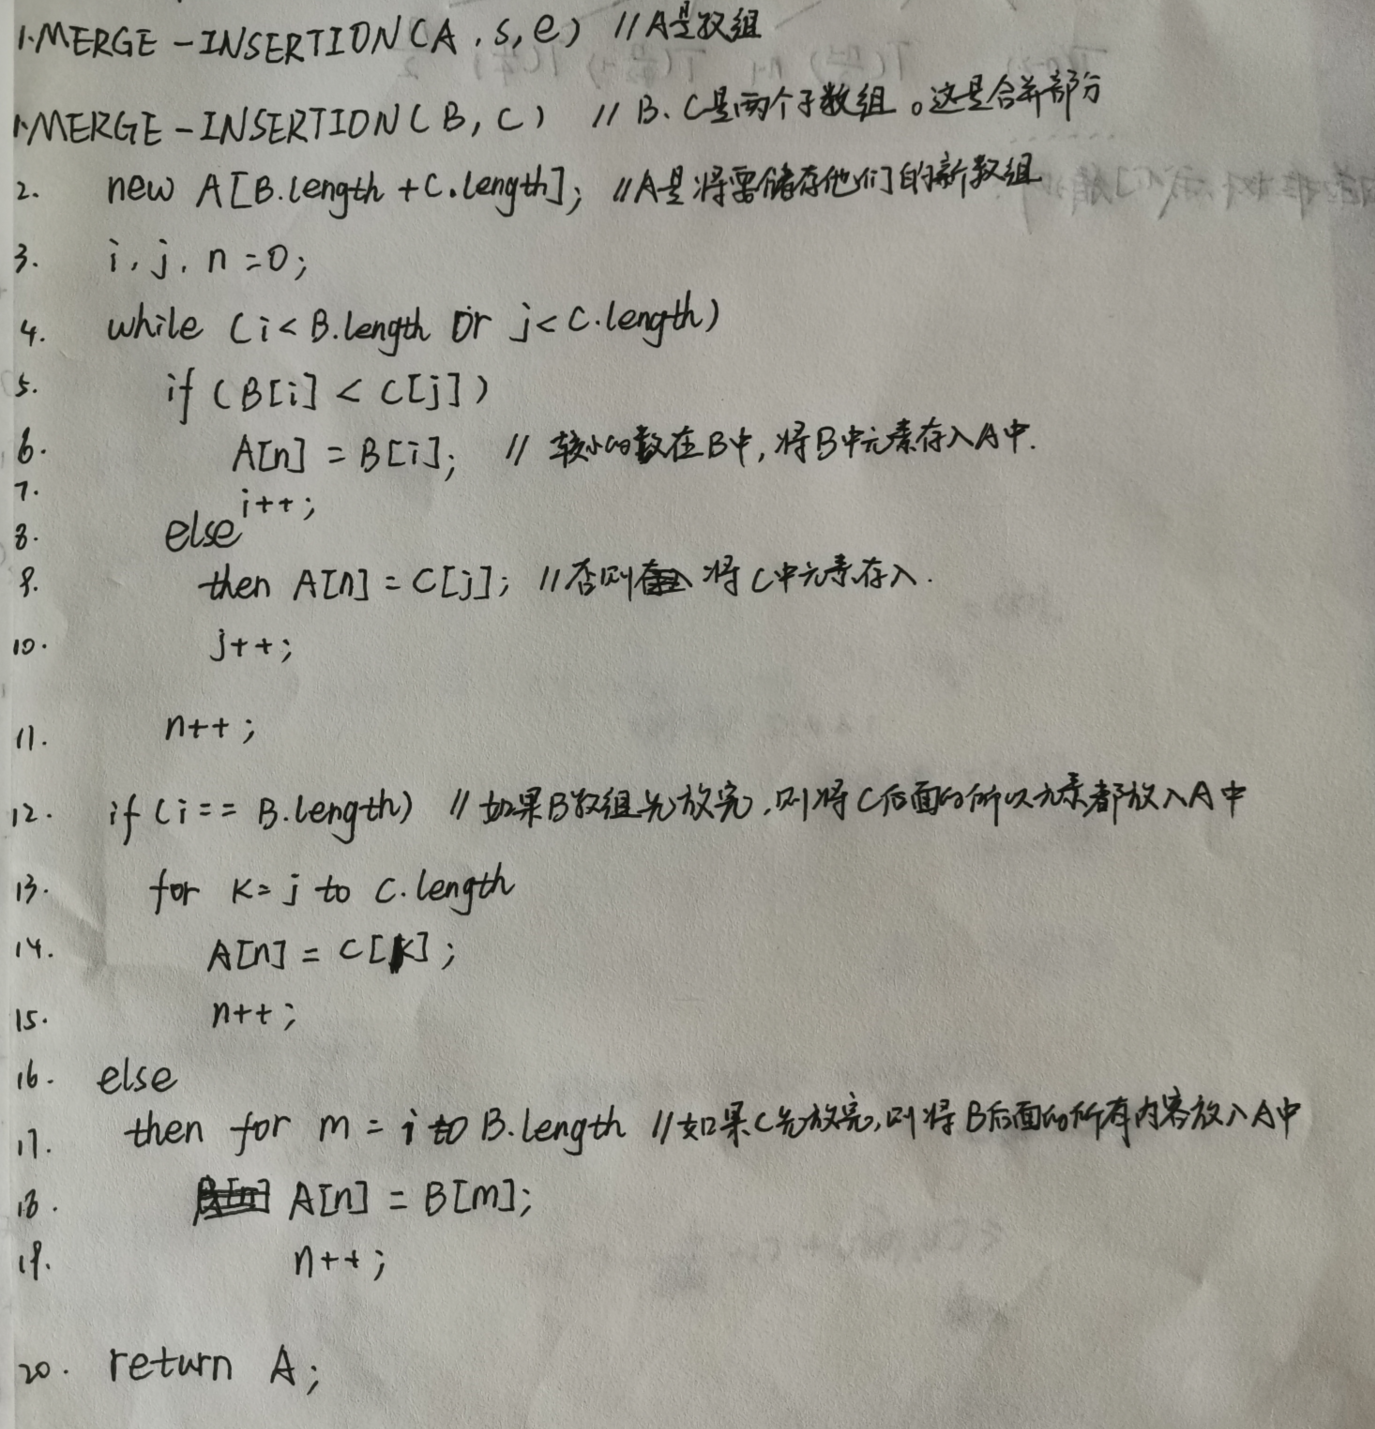 1.MERGE-INSERTION(A,s,e) //A是数组
1.MERGE-INSERTION(B,C) //B、C是两个子数组。这是合并部分
2. new A[B.length+C.length]; //A是将需储存他们的新数组
3. i,j,n=0;
4. while (i<B.length or j<C.length)
5. if (B[i] < C[j])
6. A[n] = B[i]; // 较小的数在B中,将B中元素存入A中.
7. i++;
8. else
9. then A[n] = C[j]; //否则将C中元素存入.
10. j++;
11. n++;
12. if (i== B.length) //如果B数组先放完,则将C后面的所以元素都放入A中
13. for k=j to C.length
14. A[n] = C[k];
15. n++;
16. else
17. then for m = i to B.length //如果C先放完,则将B后面的所有内容放入A中
18. A[n] = B[m];
19. n++;
20. return A;